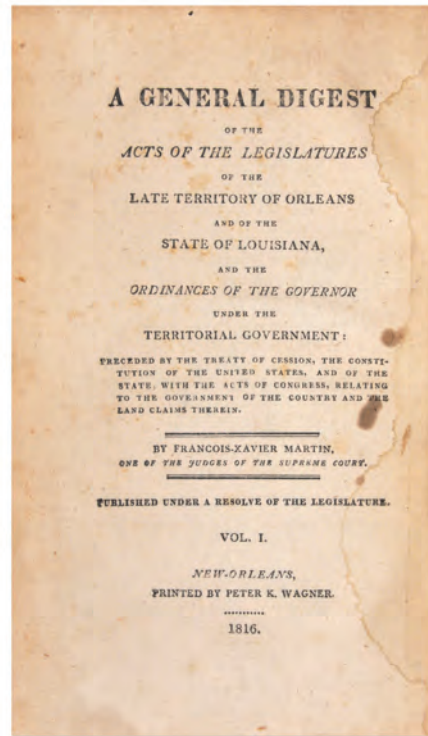 A GENERAL DIGEST
OF THE
ACTS OF THE LEGISLATURES
OF THE
LATE TERRITORY OF ORLEANS
AND OF THE
STATE OF LOUISIANA,
AND THE
ORDINANCES OF THE GOVERNOR
UNDER THE
TERRITORIAL GOVERNMENT:
PRECEDED BY THE TREATY OF CESSION, THE CONSTI-
TUTION OF THE UNITED STATES, AND OF THE
STATE, WITH THE ACTS OF CONGRESS, RELATING
TO THE GOVERNMENT OF THE COUNTRY AND THE
LAND CLAIMS THEREIN.
BY FRANCOIS-XAVIER MARTIN,
ONE OF THE JUDGES OF THE SUPREME COURT.
PUBLISHED UNDER A RESOLVE OF THE LEGISLATURE.
VOL. I.
NEW-ORLEANS,
PRINTED BY PETER K. WAGNER.
1816.